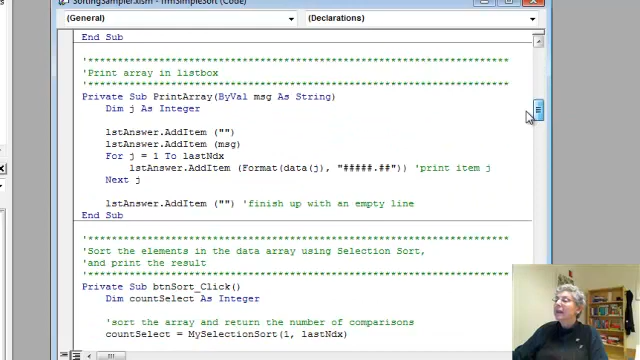 SortingSampler.xlsm - frmSimpleSort (Code)
(General)
(Declarations)
End Sub
'************************************************************
'Print array in listbox
'************************************************************
Private Sub PrintArray(ByVal msg As String)
Dim j As Integer
lstAnswer.AddItem ("")
lstAnswer.AddItem (msg)
For j = 1 To lastNdx
lstAnswer.AddItem (Format(data(j), "#####.##")) 'print item j
Next j
lstAnswer.AddItem ("") 'finish up with an empty line
End Sub
'************************************************************
'Sort the elements in the data array using Selection Sort,
'and print the result
'************************************************************
Private Sub btnSort_Click()
Dim countSelect As Integer
'sort the array and return the number of comparisons
countSelect = MySelectionSort(1, lastNdx)